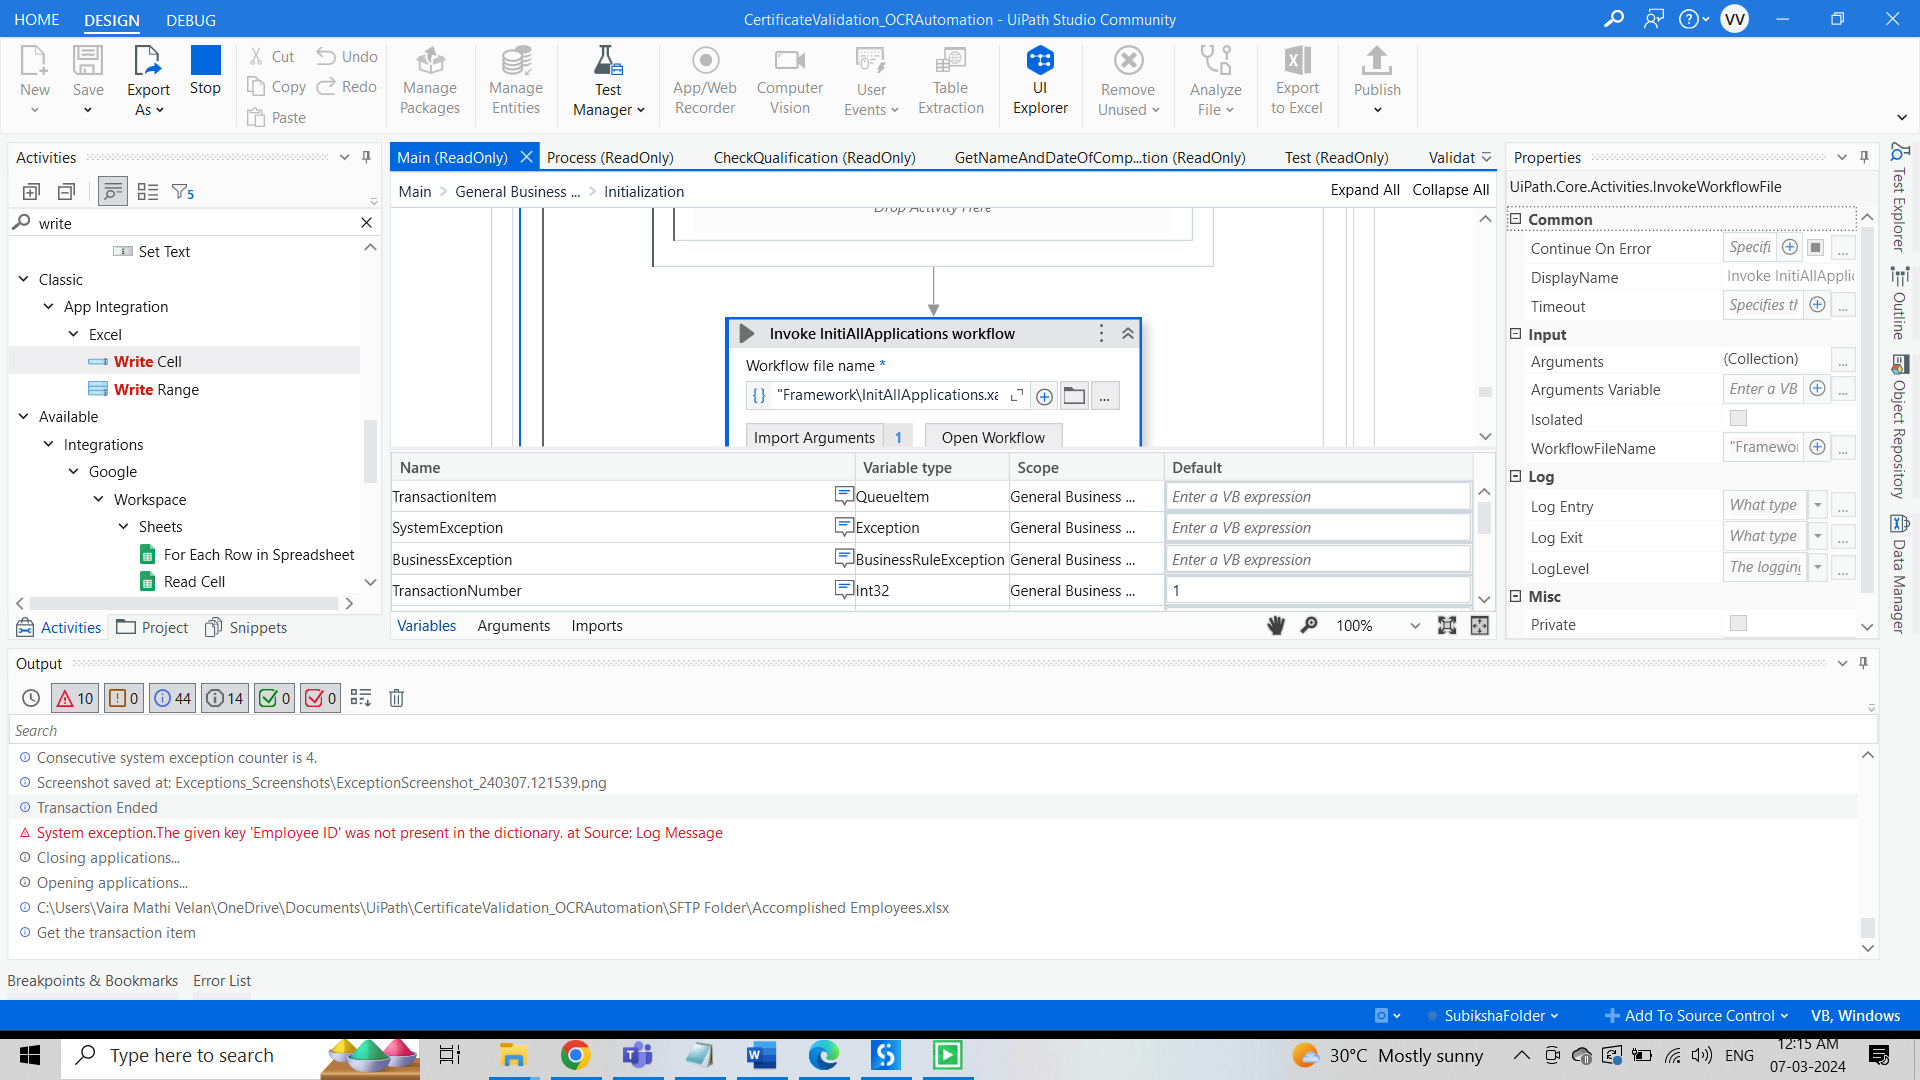 HOME DESIGN DEBUG
CertificateValidation_OCRAutomation - UiPath Studio Community
VV
New
Save
Export As
Stop
Cut
Copy
Paste
Undo
Redo
Manage Packages
Manage Entities
Test Manager
App/Web Recorder
Computer Vision
User Events
Table Extraction
UI Explorer
Remove Unused
Analyze File
Export to Excel
Publish
Activities
5
write
Set Text
Classic
App Integration
Excel
Write Cell
Write Range
Available
Integrations
Google
Workspace
Sheets
For Each Row in Spreadsheet
Read Cell
Activities Project Snippets
Main (ReadOnly) Process (ReadOnly) CheckQualification (ReadOnly) GetNameAndDateOfComp...tion (ReadOnly) Test (ReadOnly) Validat
Main > General Business ... > Initialization
Expand All Collapse All
Drop Activity Here
Invoke InitiAllApplications workflow
Workflow file name *
{} "Framework\InitAllApplications.xa ...
Import Arguments 1 Open Workflow
Name Variable type Scope Default
TransactionItem QueueItem General Business ... Enter a VB expression
SystemException Exception General Business ... Enter a VB expression
BusinessException BusinessRuleException General Business ... Enter a VB expression
TransactionNumber Int32 General Business ... 1
Variables Arguments Imports
100%
Properties
UiPath.Core.Activities.InvokeWorkflowFile
Common
Continue On Error Specifi ...
DisplayName Invoke InitiAllApplic
Timeout Specifies th ...
Input
Arguments (Collection) ...
Arguments Variable Enter a VB ...
Isolated
WorkflowFileName "Framewor ...
Log
Log Entry What type ...
Log Exit What type ...
LogLevel The logging ...
Misc
Private
Test Explorer
Outline
Object Repository
Data Manager
Output
10 0 44 14 0 0
Search
Consecutive system exception counter is 4.
Screenshot saved at: Exceptions_Screenshots\ExceptionScreenshot_240307.121539.png
Transaction Ended
System exception.The given key 'Employee ID' was not present in the dictionary. at Source: Log Message
Closing applications...
Opening applications...
C:\Users\Vaira Mathi Velan\OneDrive\Documents\UiPath\CertificateValidation_OCRAutomation\SFTP Folder\Accomplished Employees.xlsx
Get the transaction item
Breakpoints & Bookmarks Error List
SubikshaFolder Add To Source Control VB, Windows
Type here to search
30°C Mostly sunny
ENG
12:15 AM
07-03-2024